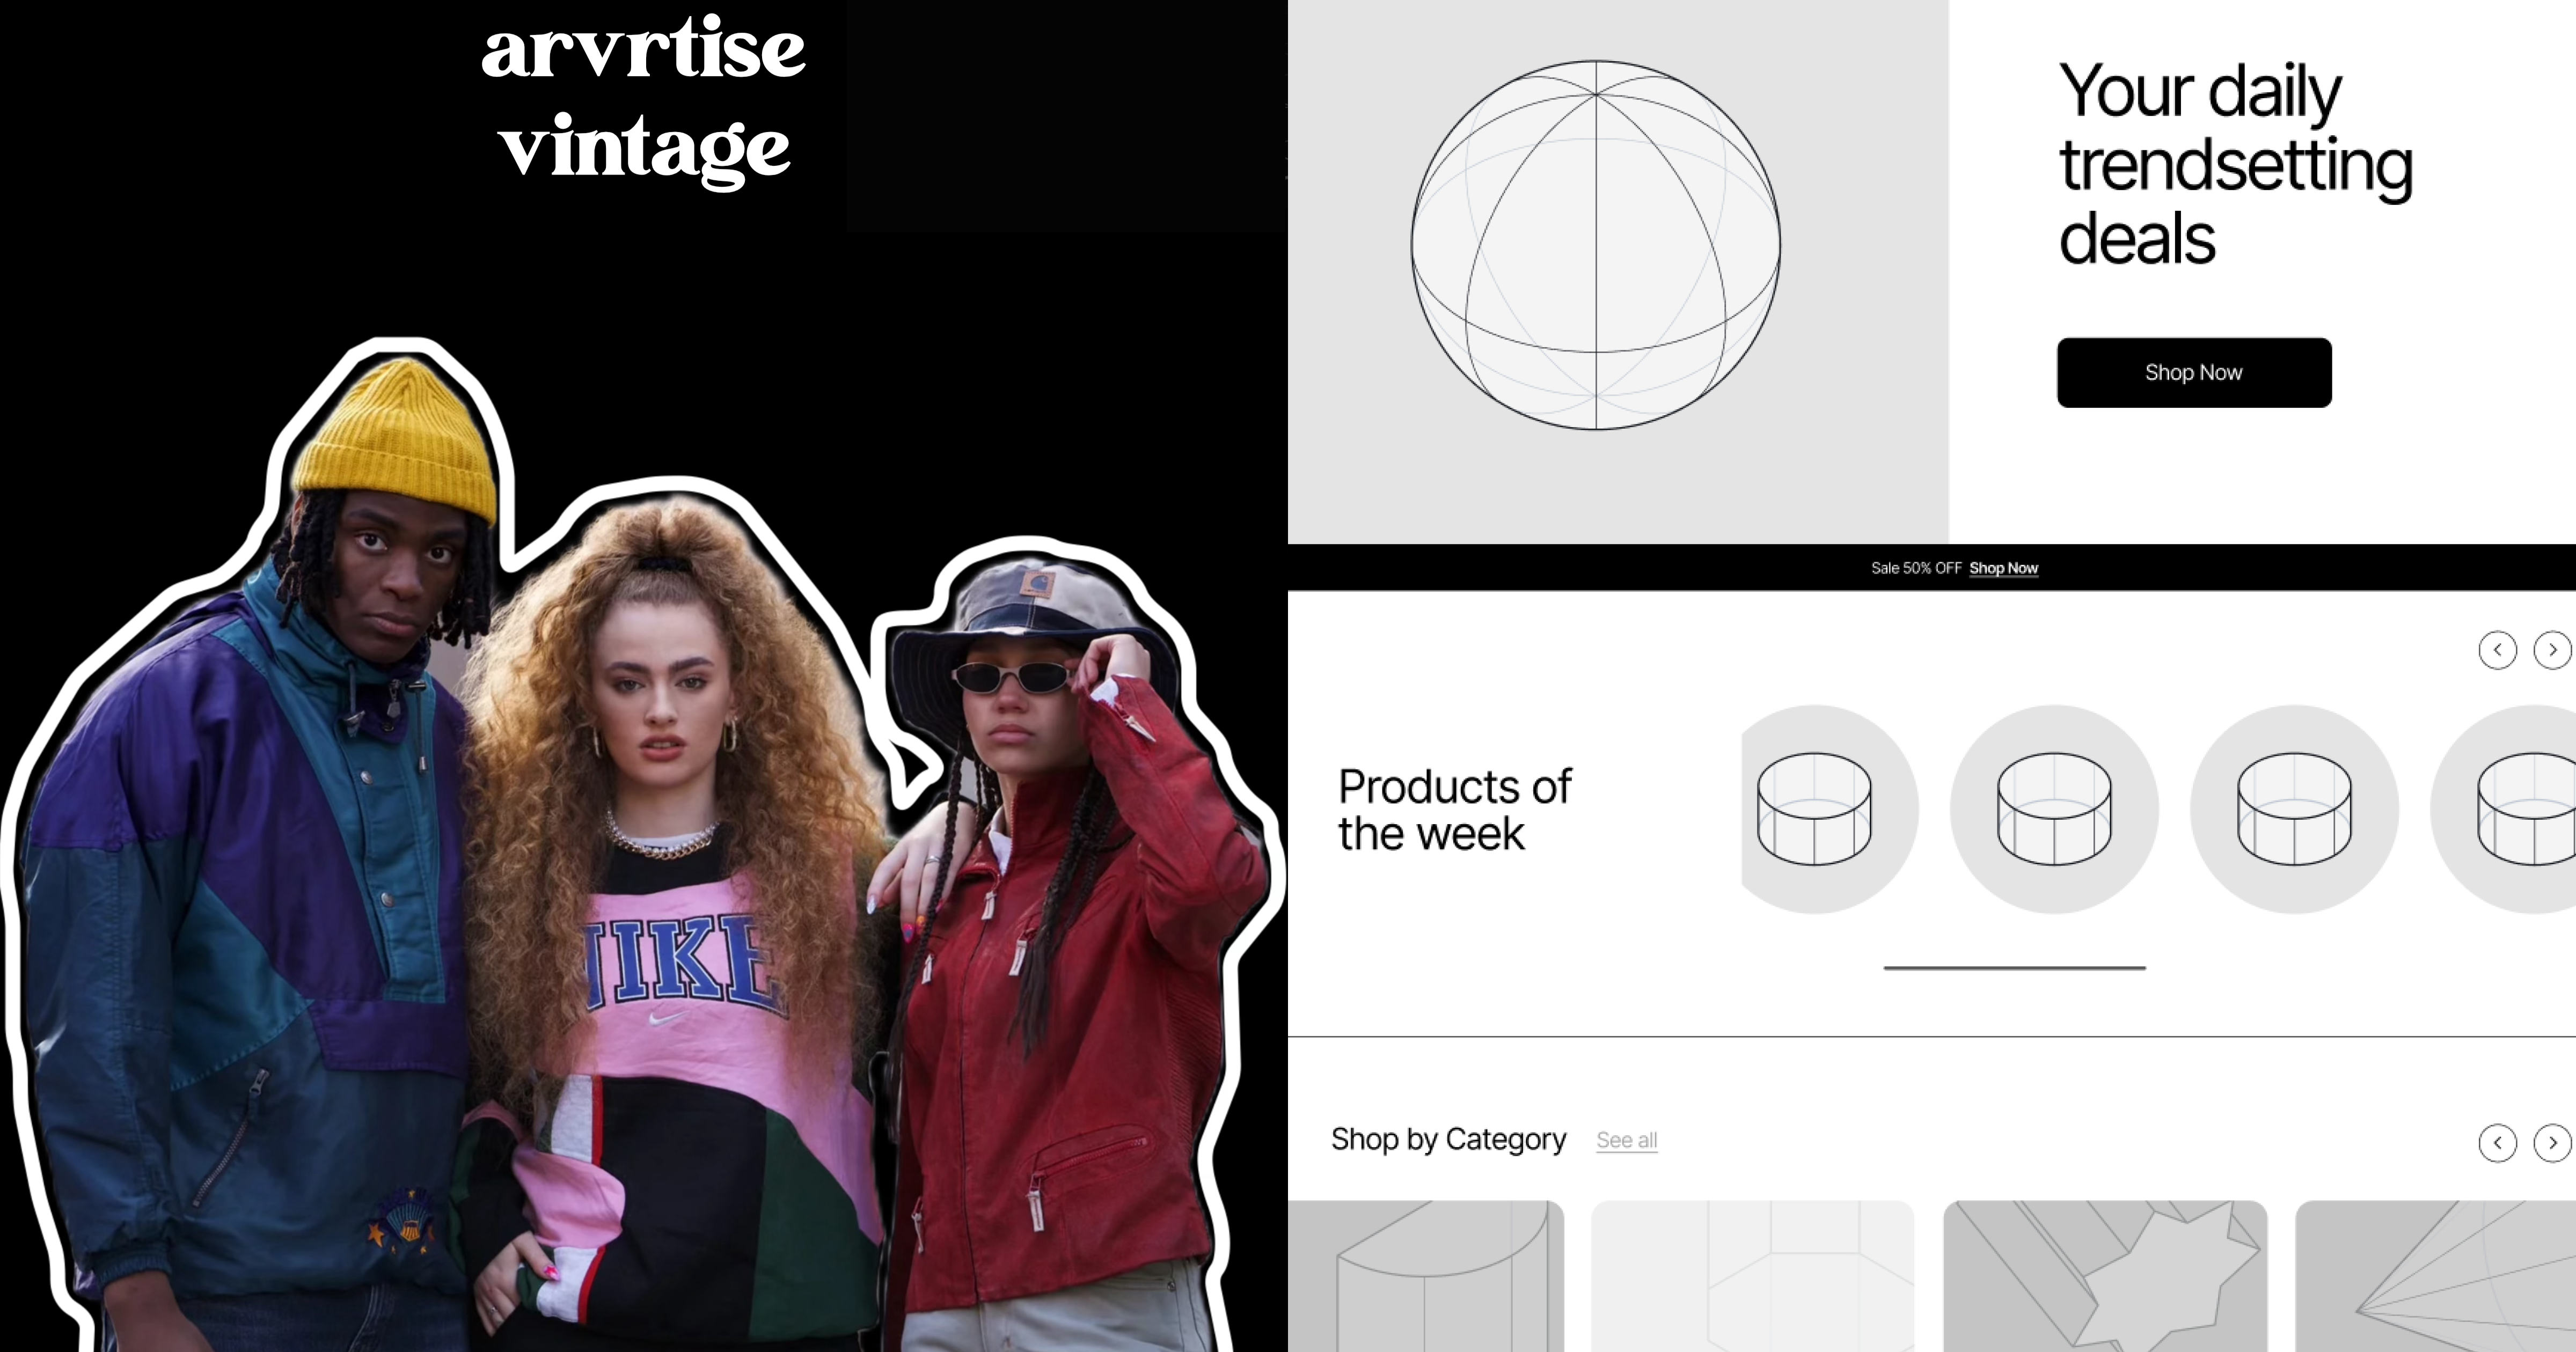 arvrtise
vintage
NIKE
Your daily
trendsetting
deals
Shop Now
Sale 50% OFF Shop Now
Products of
the week
Shop by Category See all